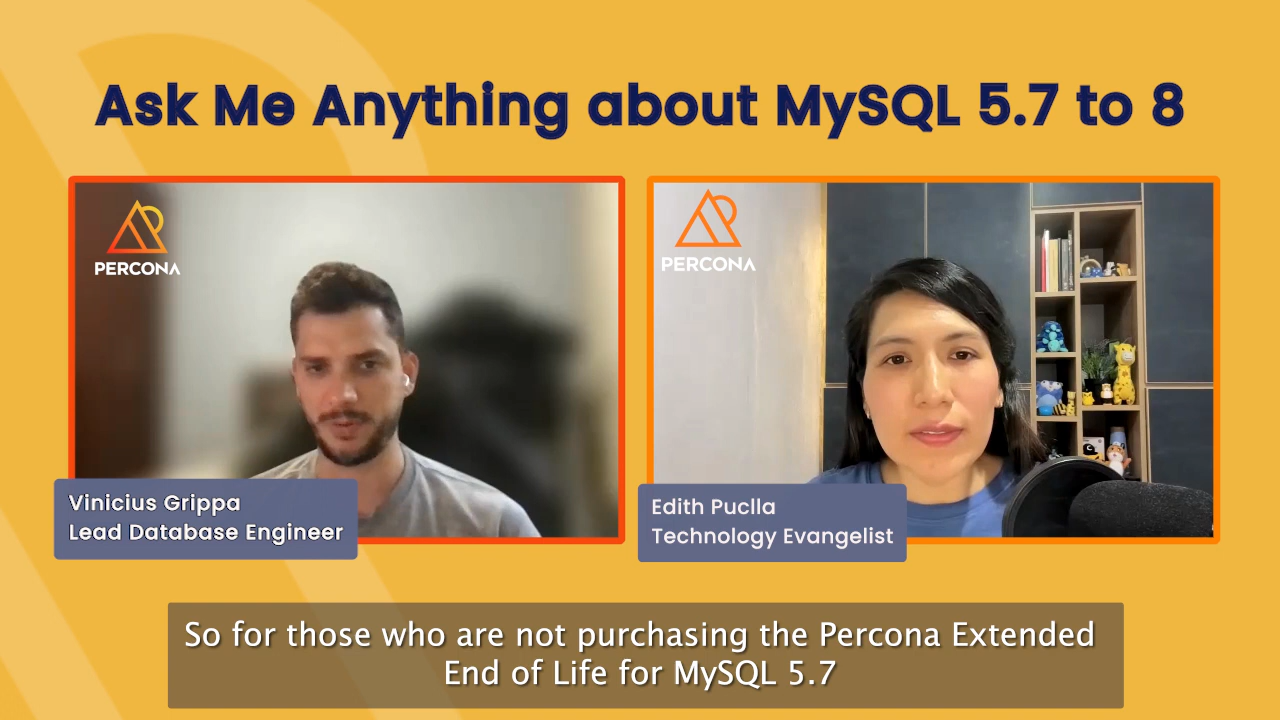 Ask Me Anything about MySQL 5.7 to 8
PERCONA
PERCONA
Vinicius Grippa
Lead Database Engineer
Edith Puclla
Technology Evangelist
So for those who are not purchasing the Percona Extended
End of Life for MySQL 5.7